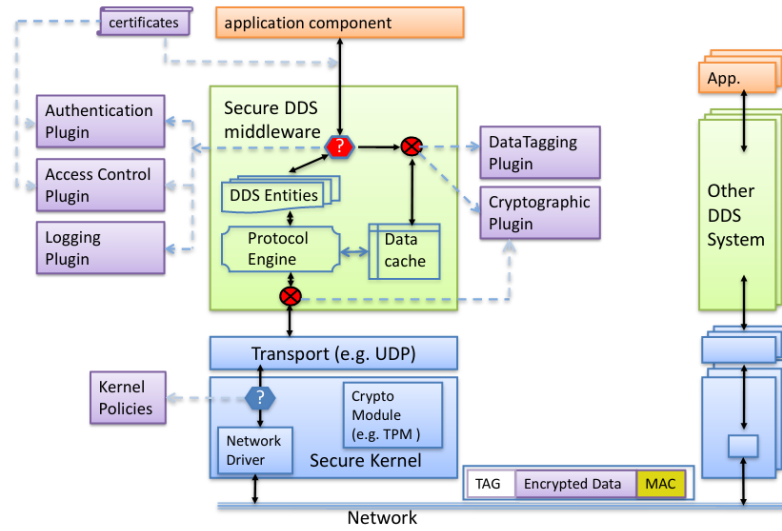 certificates
application component
App.
Secure DDS
middleware
Authentication
Plugin
?
DataTagging
Plugin
Access Control
Plugin
DDS Entities
Cryptographic
Plugin
Other
DDS
System
Logging
Plugin
Protocol
Engine
Data
cache
Transport (e.g. UDP)
Kernel
Policies
?
Crypto
Module
(e.g. TPM )
Network
Driver
Secure Kernel
TAG
Encrypted Data
MAC
Network